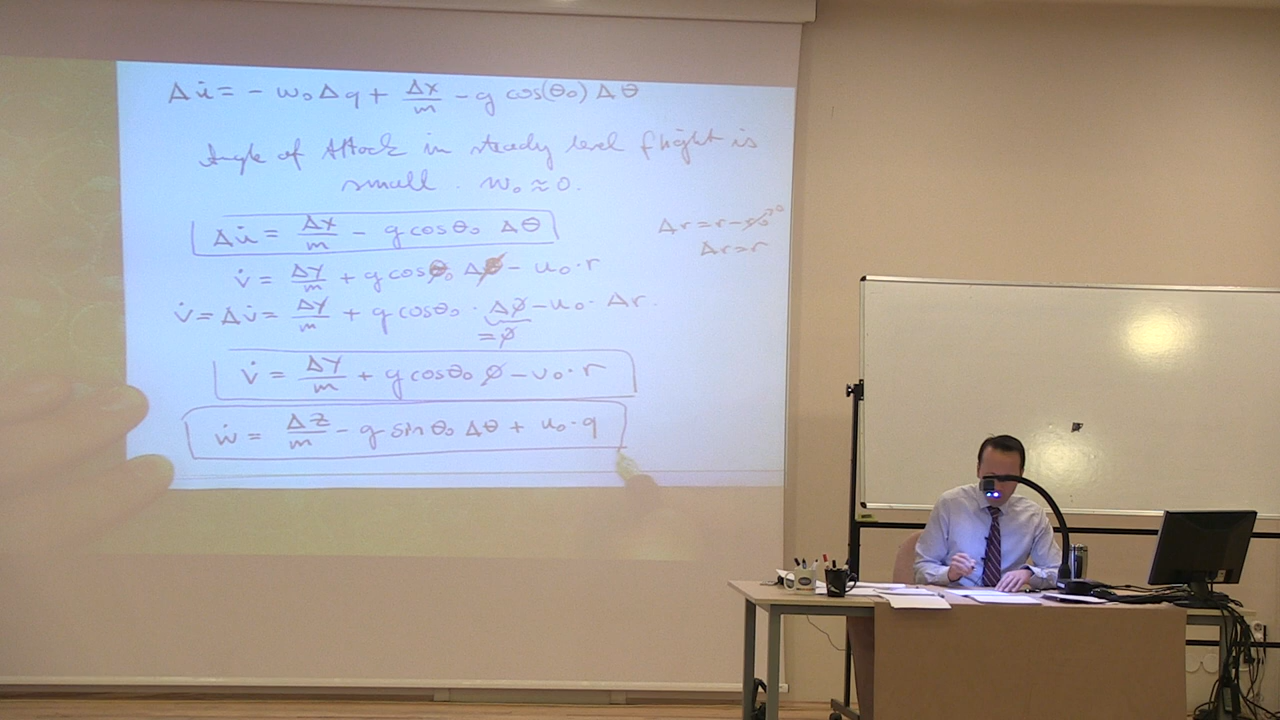 Δu̇ = - w₀ Δq + ΔX/m - g cos(θ₀) Δθ
Angle of Attack in steady level flight is
small. w₀ ≈ 0.
Δu̇ = ΔX/m - g cosθ₀ Δθ
Δr = r - r₀ ⁰
Δr = r
v̇ = ΔY/m + g cosθ₀ Δϕ - u₀·r
v̇ = Δv̇ = ΔY/m + g cosθ₀ · Δϕ - u₀· Δr.
= ϕ
v̇ = ΔY/m + g cosθ₀ ϕ - u₀·r
ẇ = ΔZ/m - g sinθ₀ Δθ + u₀·q